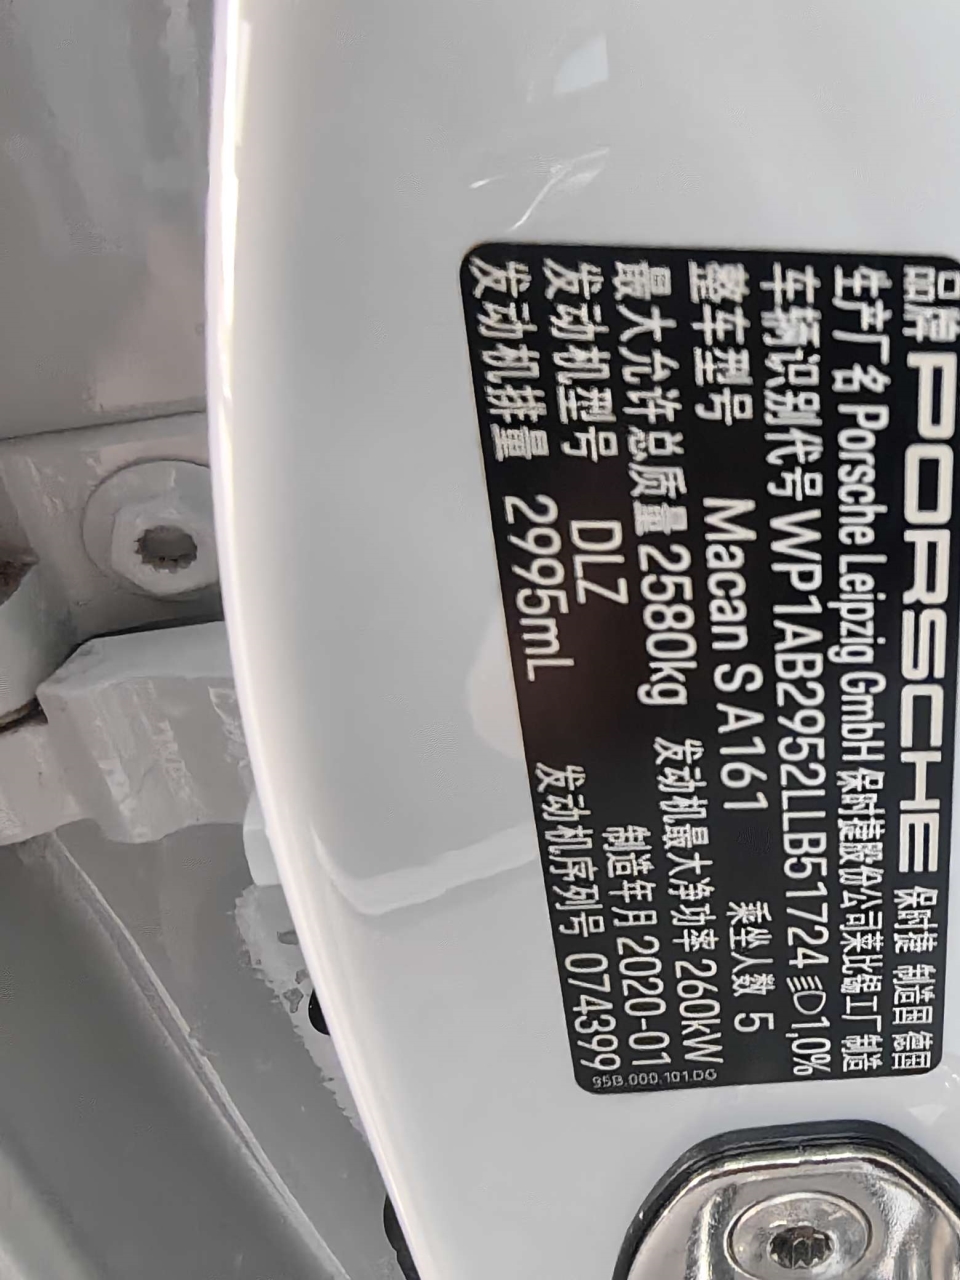 品牌 PORSCHE 保时捷 制造国 德国
生产厂名 Porsche Leipzig GmbH 保时捷股份公司莱比锡工厂制造
车辆识别代号 WP1AB2952LLB51724 1,0%
整车型号 Macan S A161 乘坐人数 5
最大允许总质量 2580kg 发动机最大净功率 260kW
发动机型号 DLZ 制造年月 2020-01
发动机排量 2995mL 发动机序列号 074399
95B.000.101.DG